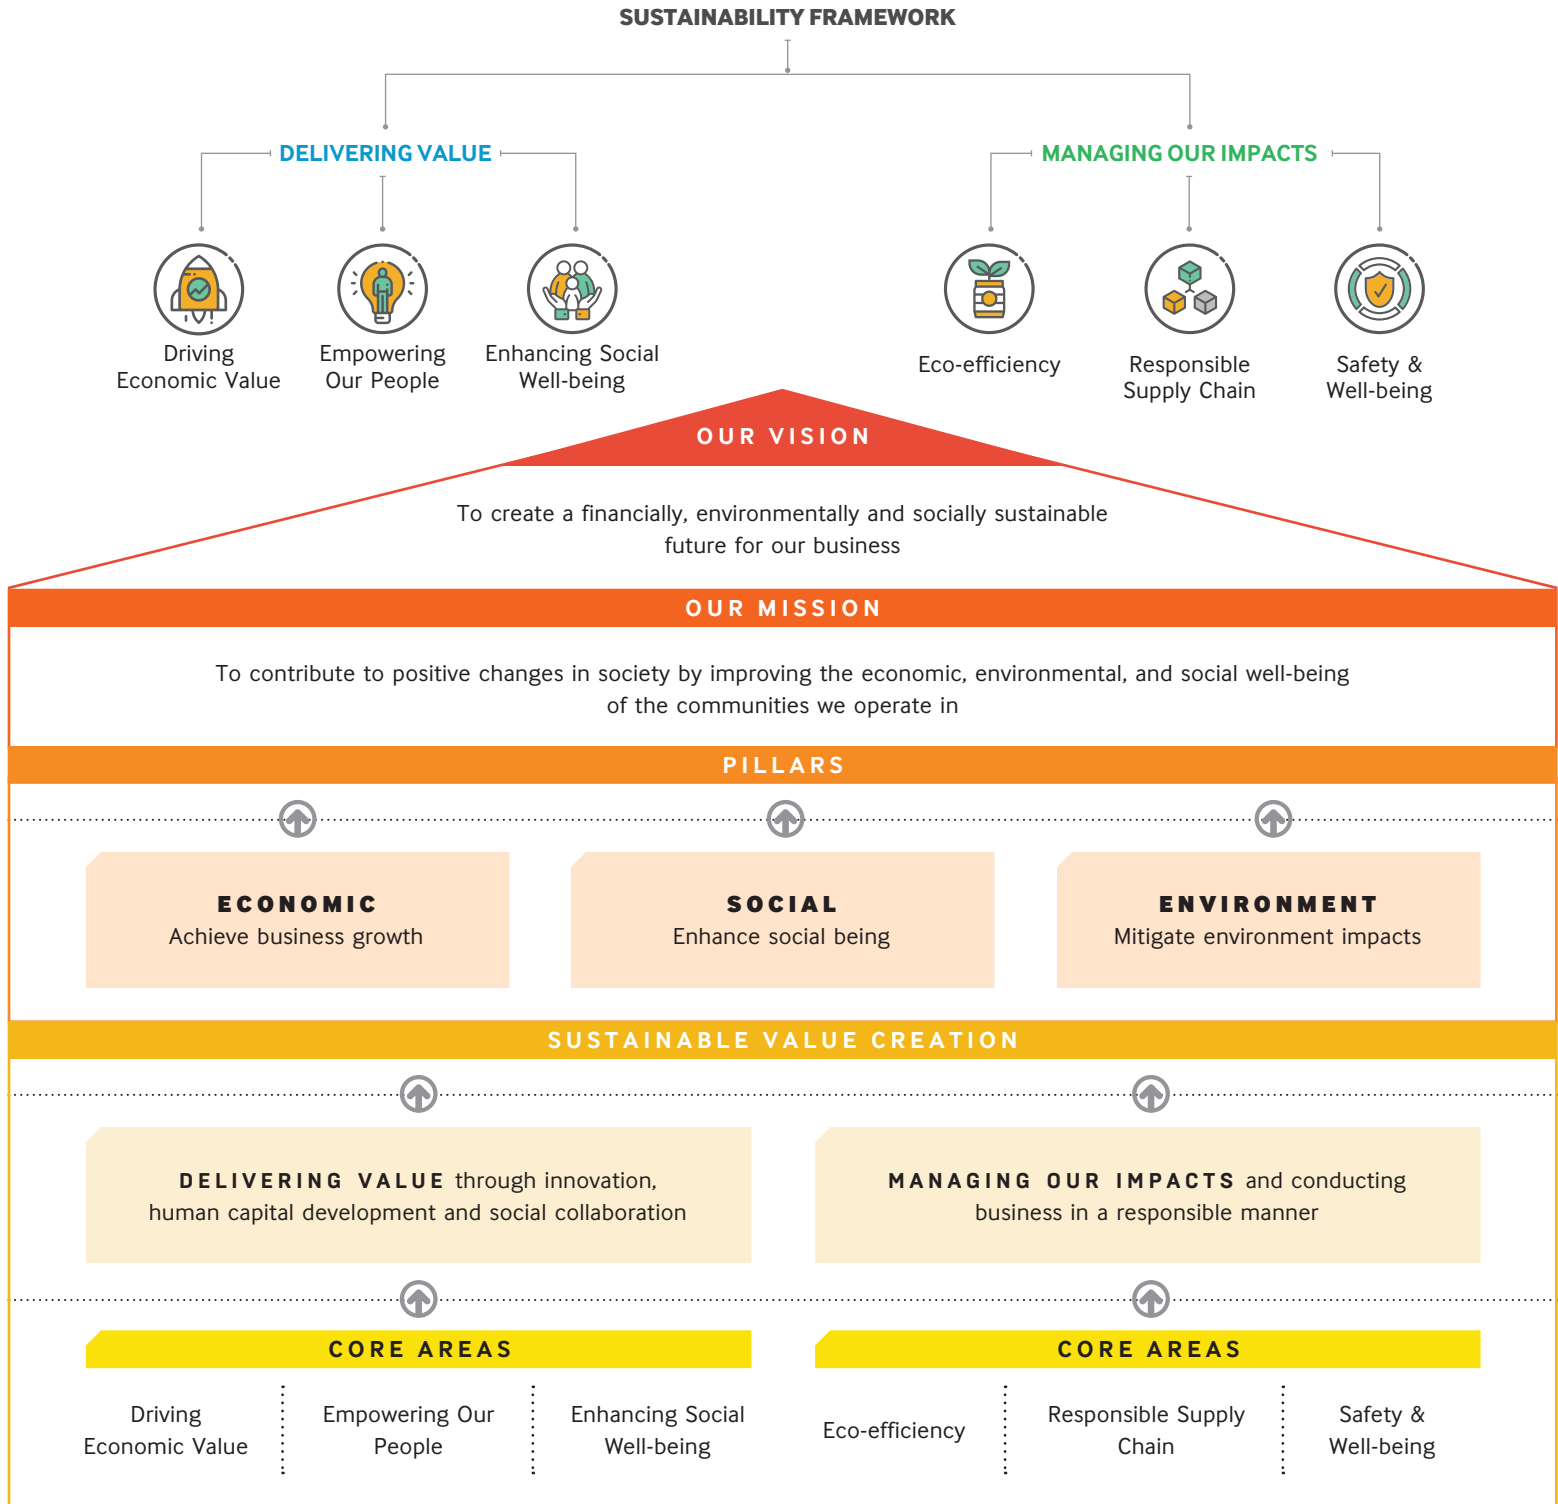 SUSTAINABILITY FRAMEWORK
DELIVERING VALUE
MANAGING OUR IMPACTS
Driving
Economic Value
Empowering
Our People
Enhancing Social
Well-being
Eco-efficiency
Responsible
Supply Chain
Safety &
Well-being
OUR VISION
To create a financially, environmentally and socially sustainable
future for our business
OUR MISSION
To contribute to positive changes in society by improving the economic, environmental, and social well-being
of the communities we operate in
PILLARS
ECONOMIC
Achieve business growth
SOCIAL
Enhance social being
ENVIRONMENT
Mitigate environment impacts
SUSTAINABLE VALUE CREATION
DELIVERING VALUE through innovation,
human capital development and social collaboration
MANAGING OUR IMPACTS and conducting
business in a responsible manner
CORE AREAS
Driving
Economic Value
Empowering Our
People
Enhancing Social
Well-being
CORE AREAS
Eco-efficiency
Responsible Supply
Chain
Safety &
Well-being